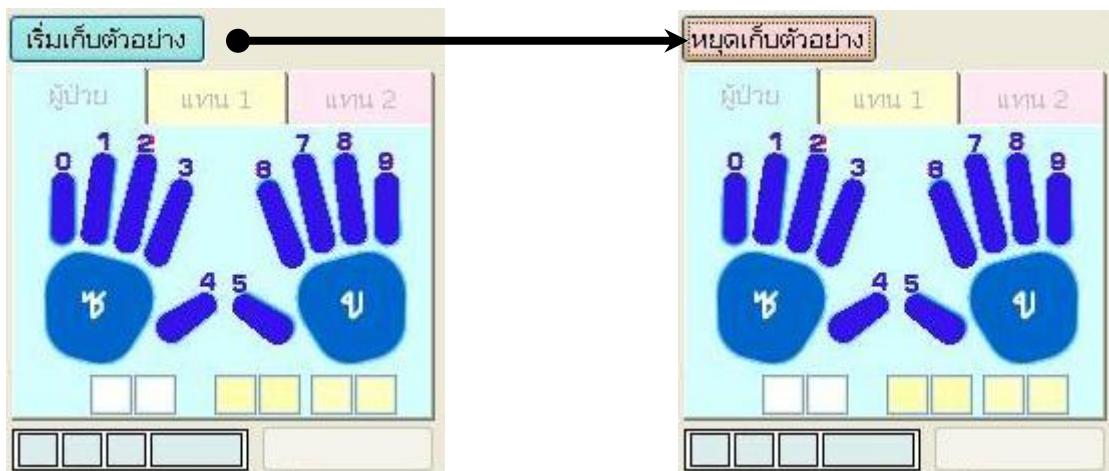 เริ่มเก็บตัวอย่าง
ผู้ป่วย แทน 1 แทน 2
0 1 2 3 4 5 6 7 8 9
ซ ข
หยุดเก็บตัวอย่าง
ผู้ป่วย แทน 1 แทน 2
0 1 2 3 4 5 6 7 8 9
ซ ข